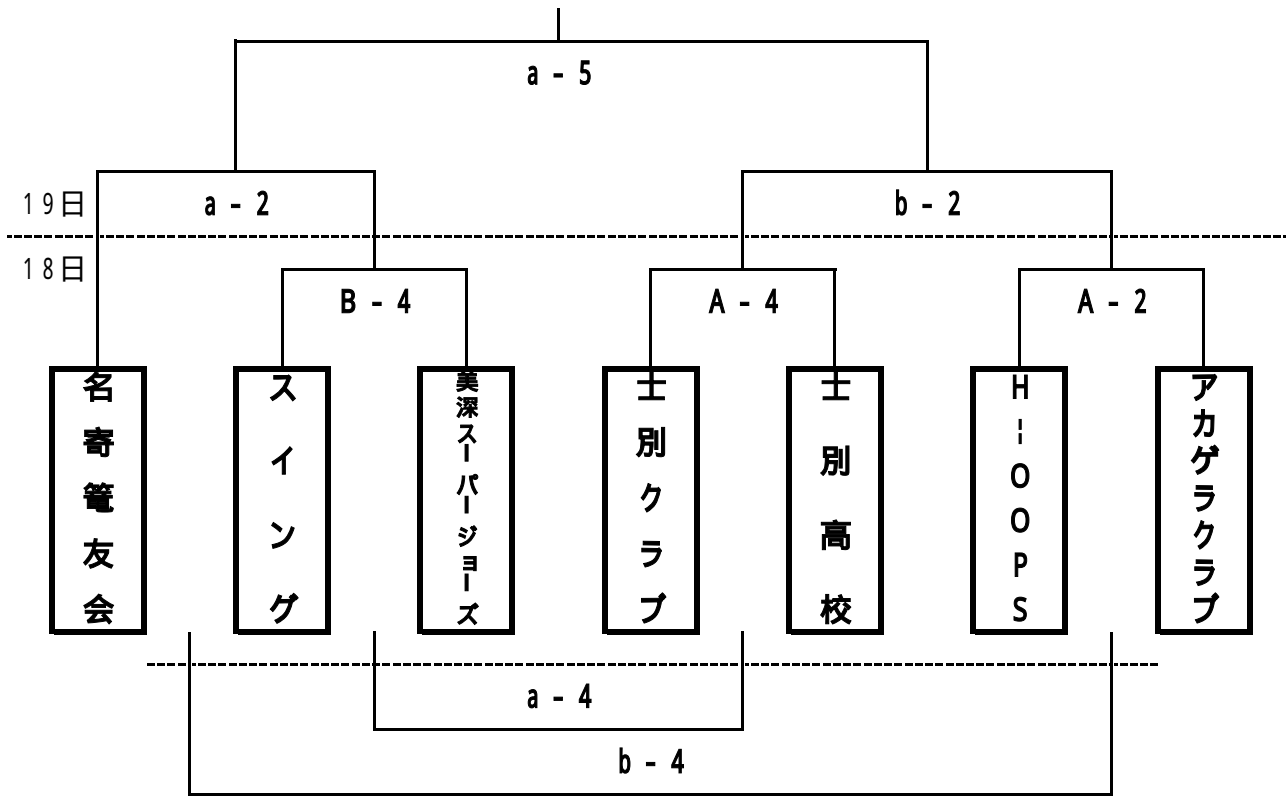 a－5
19日
a－2
b－2
18日
B－4
A－4
A－2
名寄篭友会
スイング
美深スーパージョーズ
士別クラブ
士別高校
H-OOPS
アカゲラクラブ
a－4
b－4